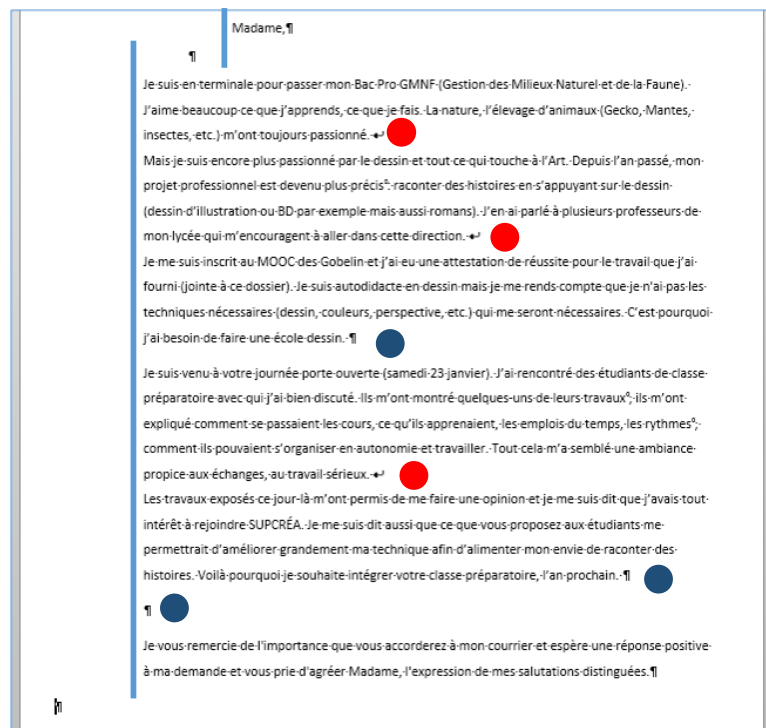 Madame,¶
¶
Je·suis·en·terminale·pour·passer·mon·Bac·Pro·GMNF·(Gestion·des·Milieux·Naturel·et·de·la·Faune).·
J'aime·beaucoup·ce·que·j'apprends,·ce·que·je·fais.·La·nature,·l'élevage·d'animaux·(Gecko,·Mantes,·
insectes,·etc.)·m'ont·toujours·passionné.·↵
Mais·je·suis·encore·plus·passionné·par·le·dessin·et·tout·ce·qui·touche·à·l'Art.·Depuis·l'an·passé,·mon·
projet·professionnel·est·devenu·plus·précis°:·raconter·des·histoires·en·s'appuyant·sur·le·dessin·
(dessin·d'illustration·ou·BD·par·exemple·mais·aussi·romans).·J'en·ai·parlé·à·plusieurs·professeurs·de·
mon·lycée·qui·m'encouragent·à·aller·dans·cette·direction.·↵
Je·me·suis·inscrit·au·MOOC·des·Gobelin·et·j'ai·eu·une·attestation·de·réussite·pour·le·travail·que·j'ai·
fourni·(jointe·à·ce·dossier).·Je·suis·autodidacte·en·dessin·mais·je·me·rends·compte·que·je·n'ai·pas·les·
techniques·nécessaires·(dessin,·couleurs,·perspective,·etc.)·qui·me·seront·nécessaires.·C'est·pourquoi·
j'ai·besoin·de·faire·une·école·dessin.·¶
Je·suis·venu·à·votre·journée·porte·ouverte·(samedi·23·janvier).·J'ai·rencontré·des·étudiants·de·classe·
préparatoire·avec·qui·j'ai·bien·discuté.·Ils·m'ont·montré·quelques-uns·de·leurs·travaux°;·ils·m'ont·
expliqué·comment·se·passaient·les·cours,·ce·qu'ils·apprenaient,·les·emplois·du·temps,·les·rythmes°;·
comment·ils·pouvaient·s'organiser·en·autonomie·et·travailler.·Tout·cela·m'a·semblé·une·ambiance·
propice·aux·échanges,·au·travail·sérieux.·↵
Les·travaux·exposés·ce·jour-là·m'ont·permis·de·me·faire·une·opinion·et·je·me·suis·dit·que·j'avais·tout·
intérêt·à·rejoindre·SUPCRÉA.·Je·me·suis·dit·aussi·que·ce·que·vous·proposez·aux·étudiants·me·
permettrait·d'améliorer·grandement·ma·technique·afin·d'alimenter·mon·envie·de·raconter·des·
histoires.·Voilà·pourquoi·je·souhaite·intégrer·votre·classe·préparatoire,·l'an·prochain.·¶
¶
Je·vous·remercie·de·l'importance·que·vous·accorderez·à·mon·courrier·et·espère·une·réponse·positive·
à·ma·demande·et·vous·prie·d'agréer·Madame,·l'expression·de·mes·salutations·distinguées.¶
¶